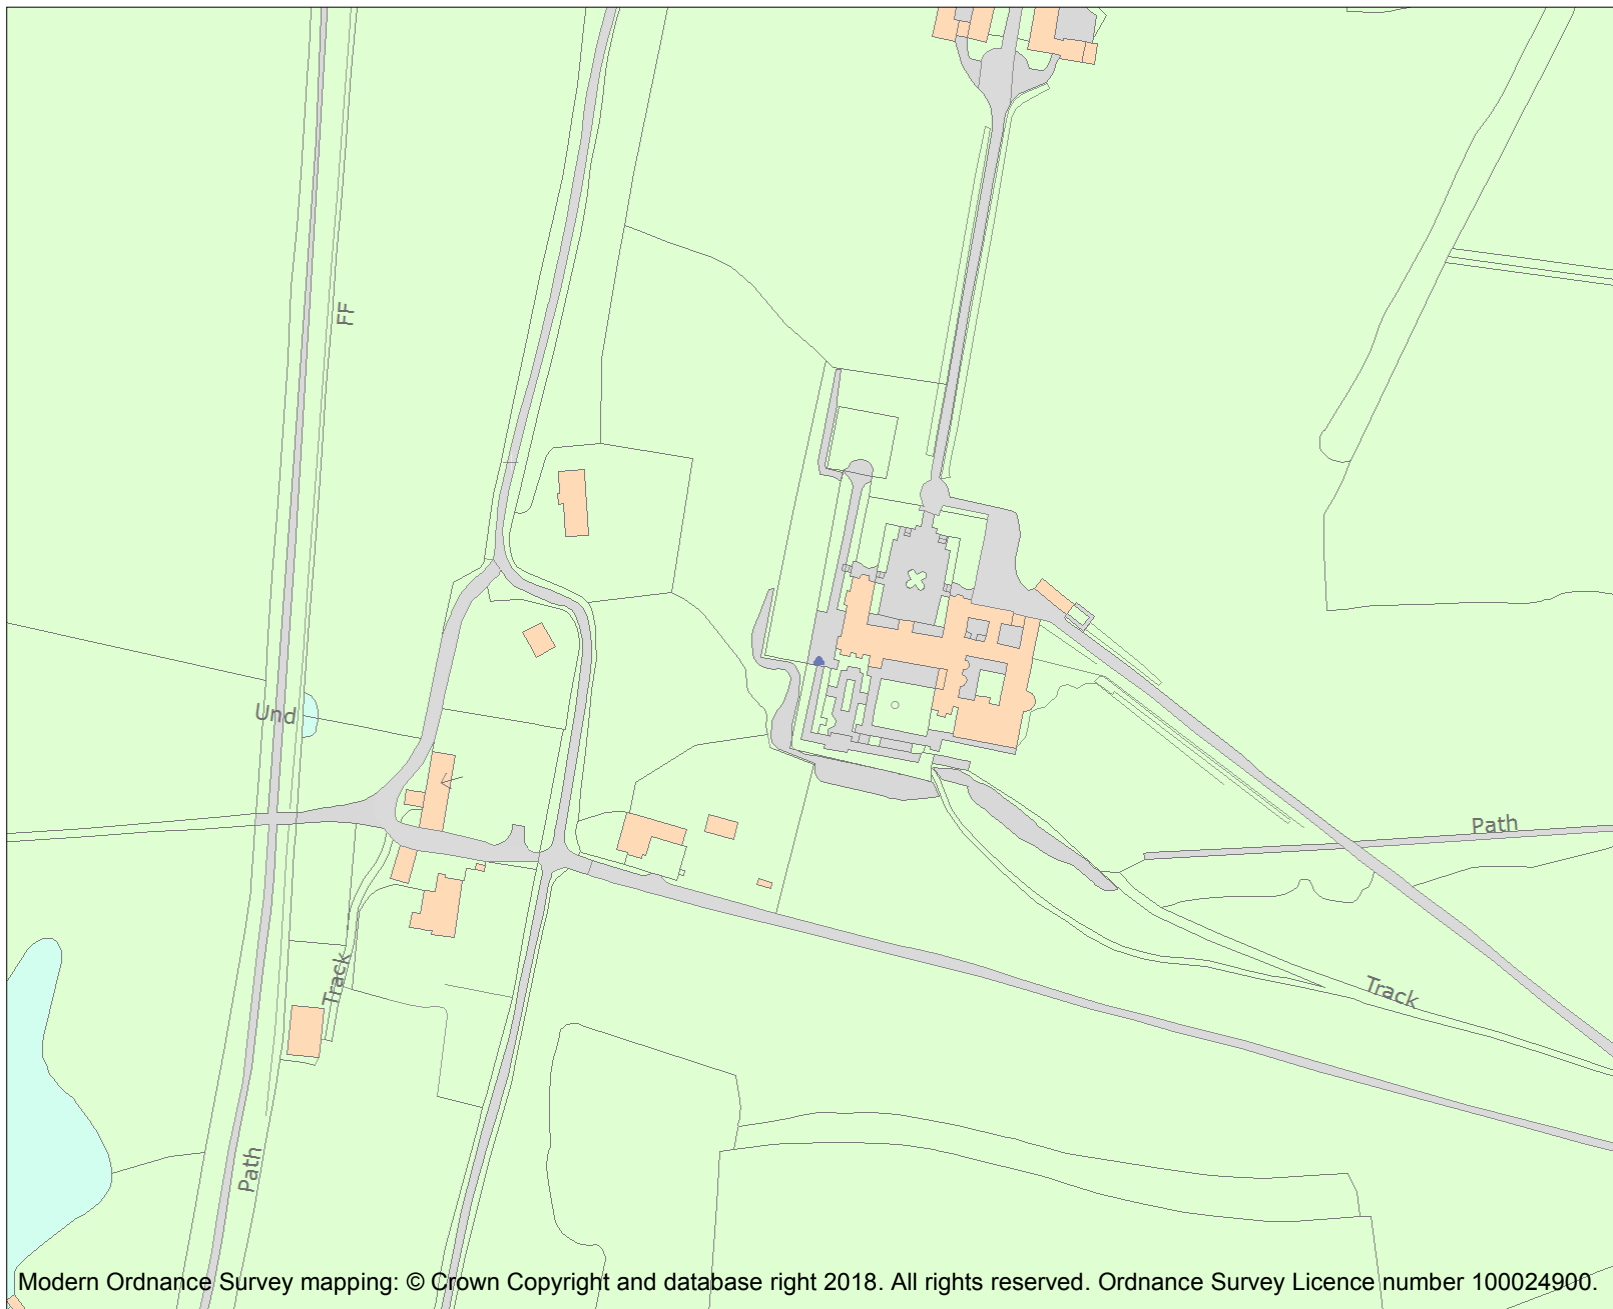 FF
Und
Path
Track
Track
Path
Modern Ordnance Survey mapping: © Crown Copyright and database right 2018. All rights reserved. Ordnance Survey Licence number 100024900.